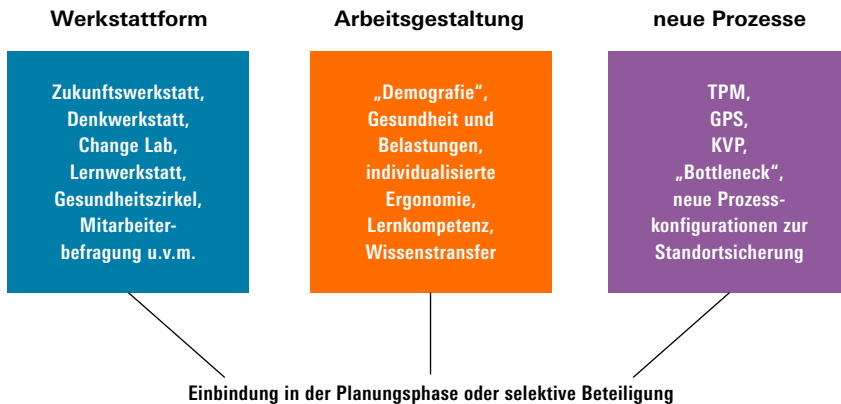 Werkstattform
Zukunftswerkstatt,
Denkwerkstatt,
Change Lab,
Lernwerkstatt,
Gesundheitszirkel,
Mitarbeiter-
befragung u.v.m.
Arbeitsgestaltung
„Demografie“,
Gesundheit und
Belastungen,
individualisierte
Ergonomie,
Lernkompetenz,
Wissenstransfer
neue Prozesse
TPM,
GPS,
KVP,
„Bottleneck“,
neue Prozess-
konfigurationen zur
Standortsicherung
Einbindung in der Planungsphase oder selektive Beteiligung